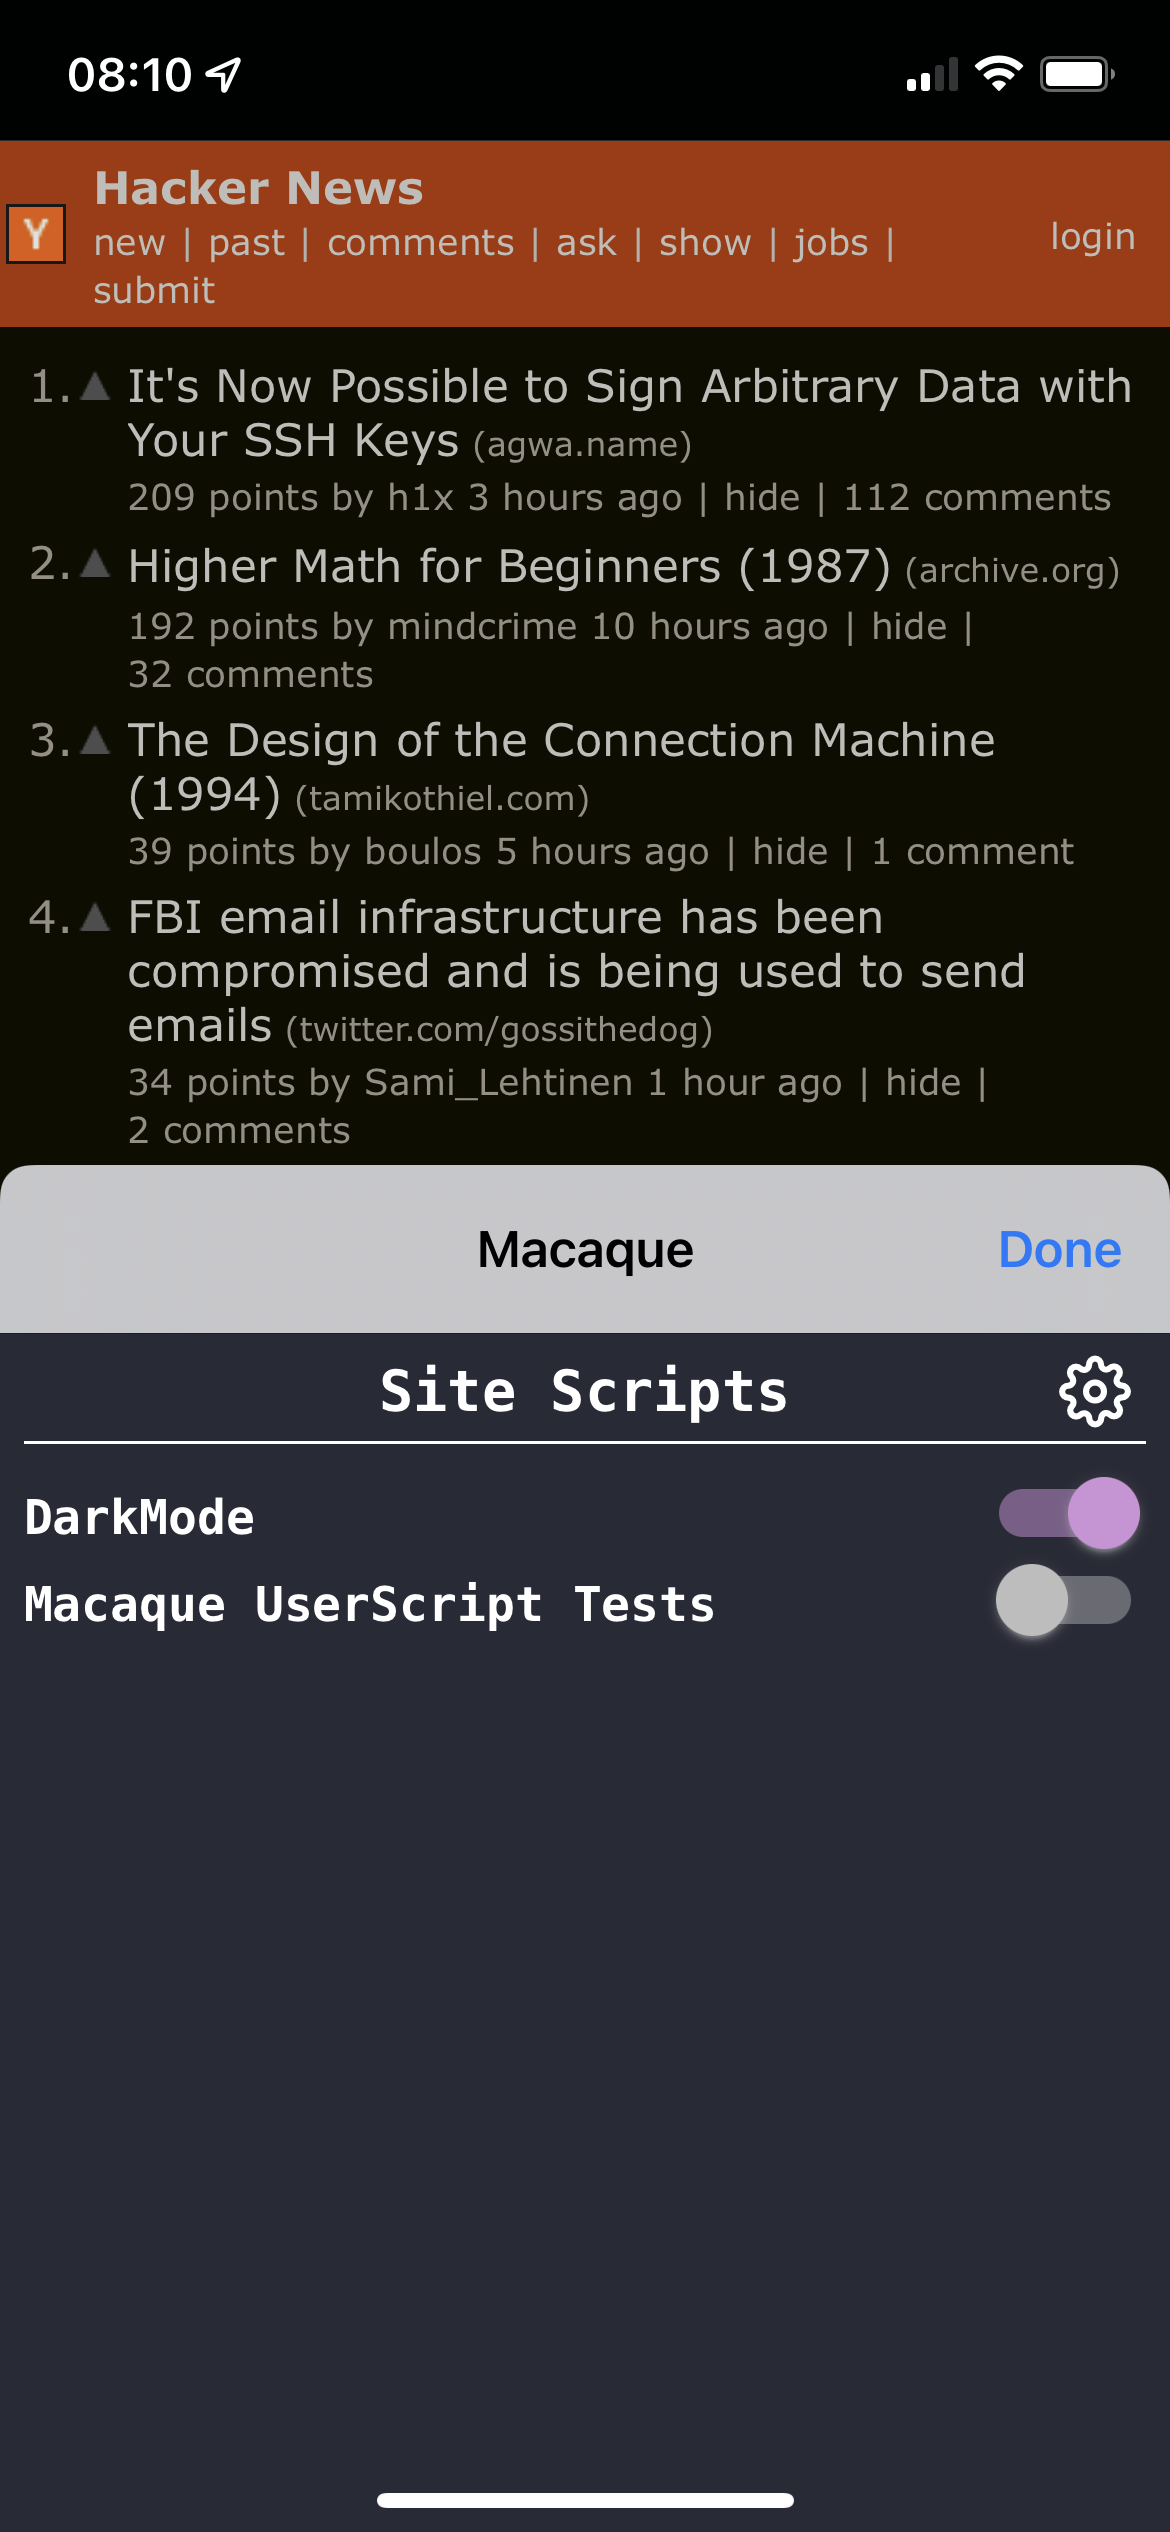 08:10
Hacker News
Y
new | past | comments | ask | show | jobs |
submit
login
1. It's Now Possible to Sign Arbitrary Data with
Your SSH Keys (agwa.name)
209 points by h1x 3 hours ago | hide | 112 comments
2. Higher Math for Beginners (1987) (archive.org)
192 points by mindcrime 10 hours ago | hide |
32 comments
3. The Design of the Connection Machine
(1994) (tamikothiel.com)
39 points by boulos 5 hours ago | hide | 1 comment
4. FBI email infrastructure has been
compromised and is being used to send
emails (twitter.com/gossithedog)
34 points by Sami_Lehtinen 1 hour ago | hide |
2 comments
Macaque
Done
Site Scripts
DarkMode
Macaque UserScript Tests